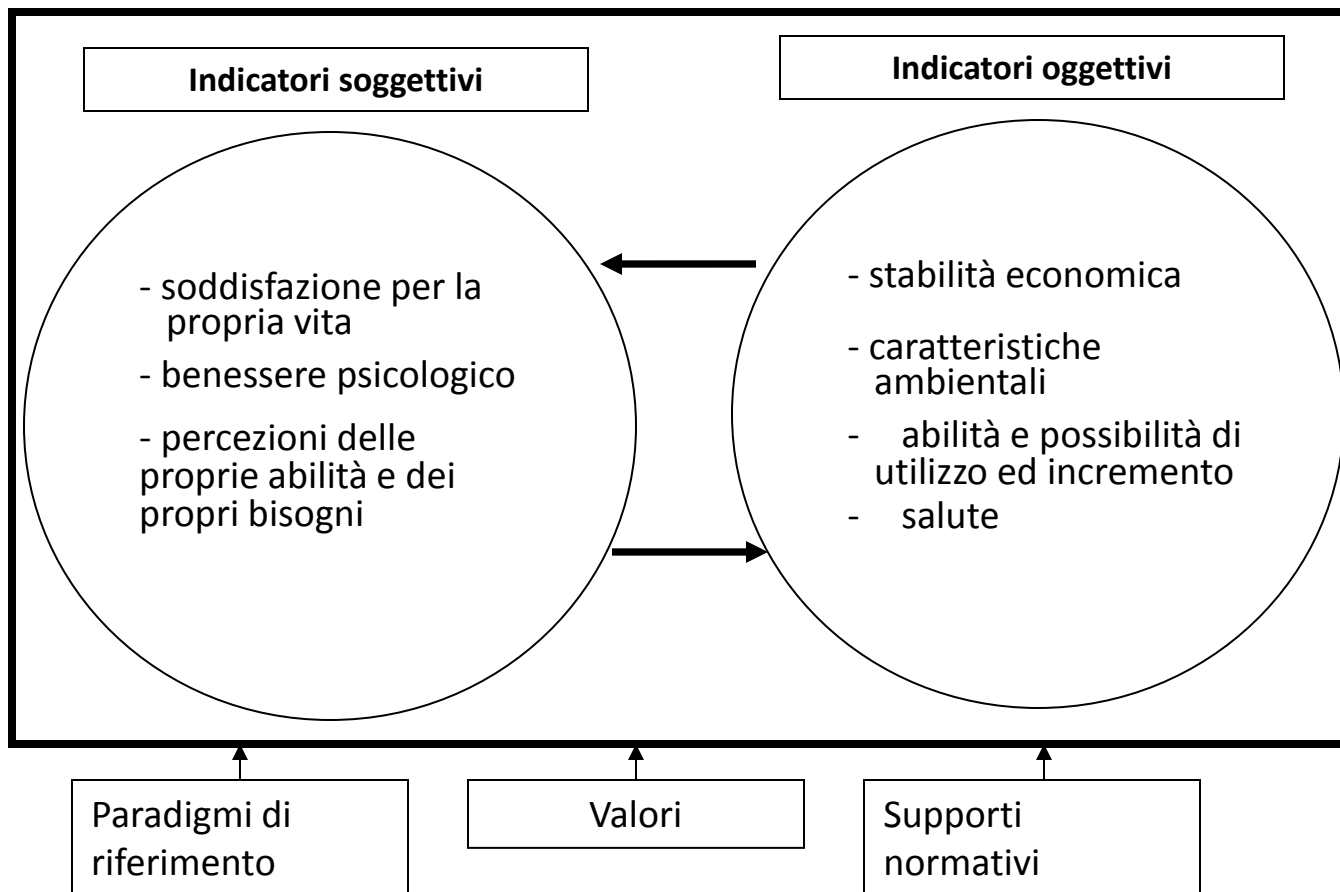 Indicatori soggettivi
Indicatori oggettivi
- soddisfazione per la
propria vita
- benessere psicologico
- percezioni delle
proprie abilità e dei
propri bisogni
- stabilità economica
- caratteristiche
ambientali
- abilità e possibilità di
utilizzo ed incremento
- salute
Paradigmi di
riferimento
Valori
Supporti
normativi